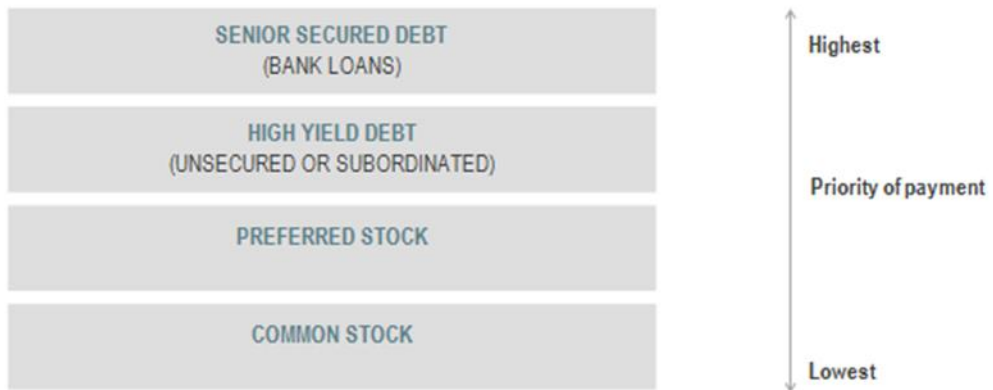 SENIOR SECURED DEBT
(BANK LOANS)
Highest
HIGH YIELD DEBT
(UNSECURED OR SUBORDINATED)
Priority of payment
PREFERRED STOCK
COMMON STOCK
Lowest